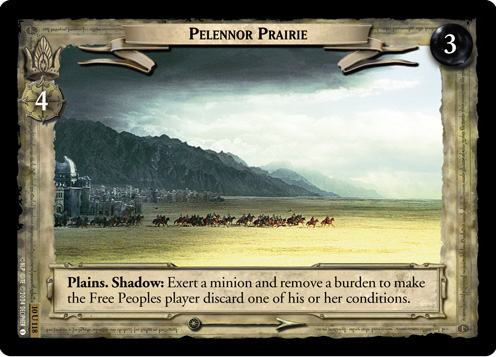 Pelennor Prairie
3
4
Plains. Shadow: Exert a minion and remove a burden to make
the Free Peoples player discard one of his or her conditions.
10 U 118